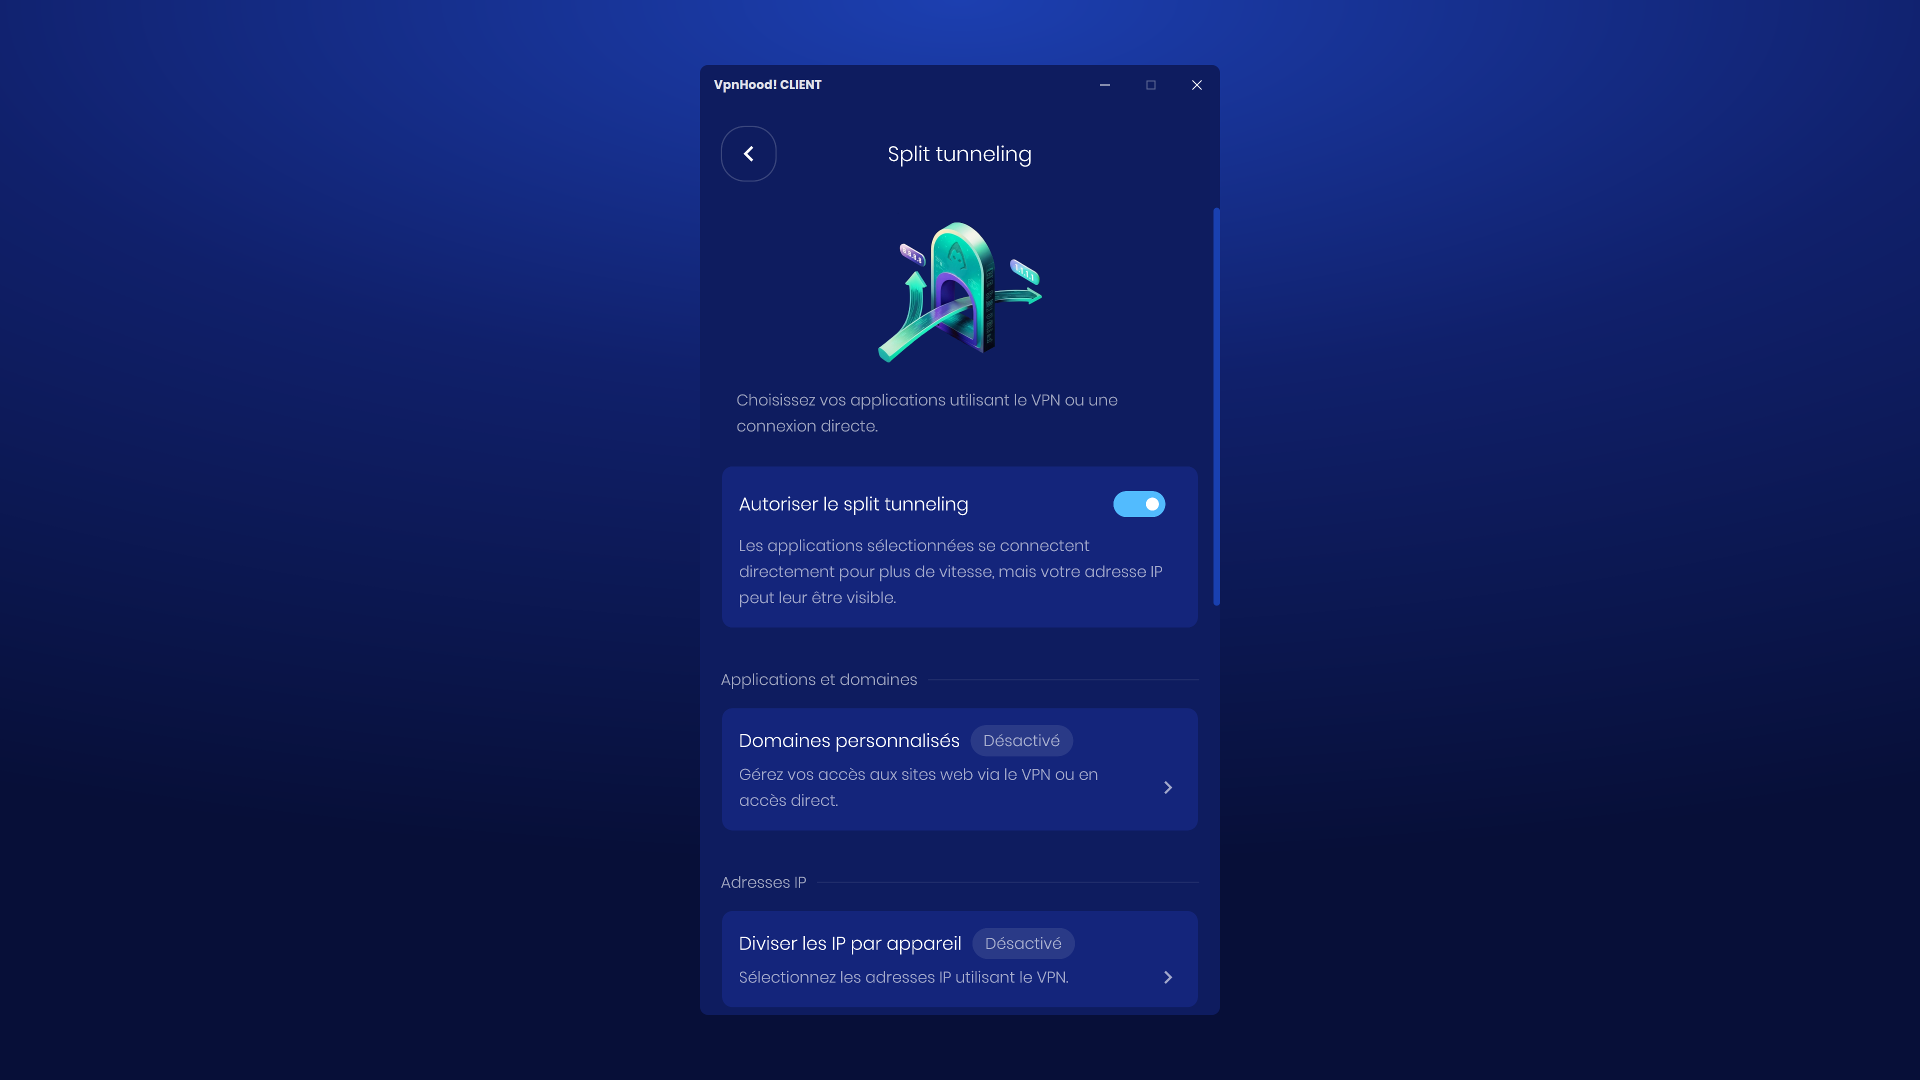 VpnHood! CLIENT
Split tunneling
Choisissez vos applications utilisant le VPN ou une
connexion directe.
Autoriser le split tunneling
Les applications sélectionnées se connectent
directement pour plus de vitesse, mais votre adresse IP
peut leur être visible.
Applications et domaines
Domaines personnalisés Désactivé
Gérez vos accès aux sites web via le VPN ou en
accès direct.
Adresses IP
Diviser les IP par appareil Désactivé
Sélectionnez les adresses IP utilisant le VPN.